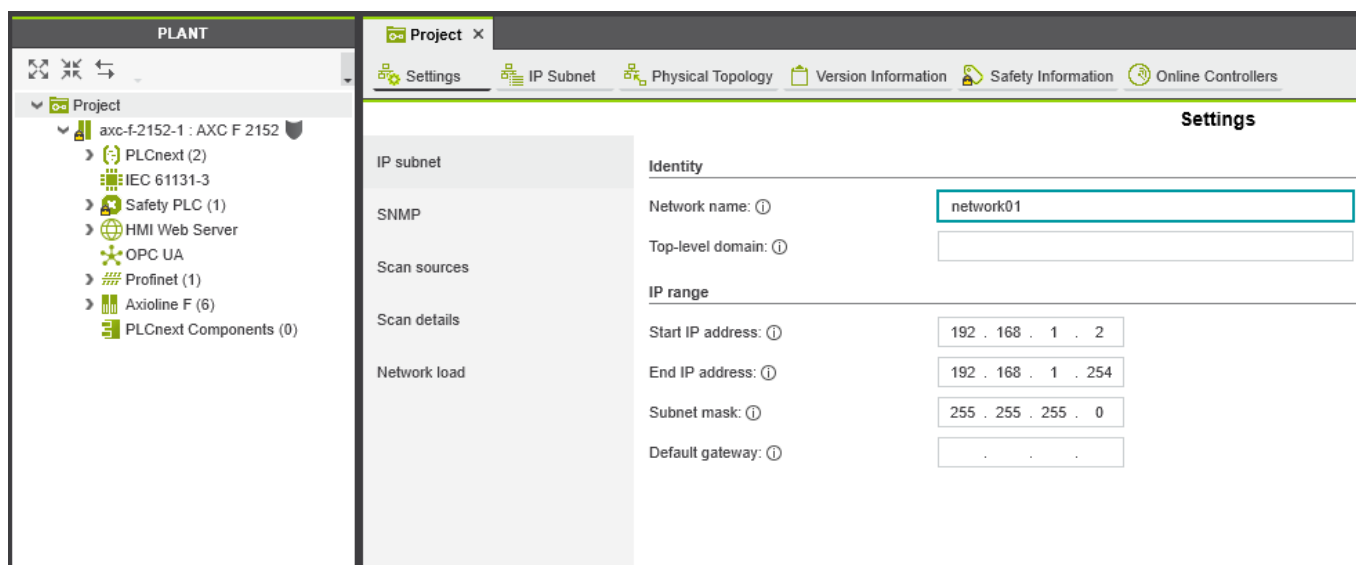 PLANT
Project
axc-f-2152-1 : AXC F 2152
PLCnext (2)
IEC 61131-3
Safety PLC (1)
HMI Web Server
OPC UA
Profinet (1)
Axioline F (6)
PLCnext Components (0)
Project ×
Settings IP Subnet Physical Topology Version Information Safety Information Online Controllers
Settings
IP subnet
SNMP
Scan sources
Scan details
Network load
Identity
Network name: network01
Top-level domain:
IP range
Start IP address: 192 . 168 . 1 . 2
End IP address: 192 . 168 . 1 . 254
Subnet mask: 255 . 255 . 255 . 0
Default gateway: . . .